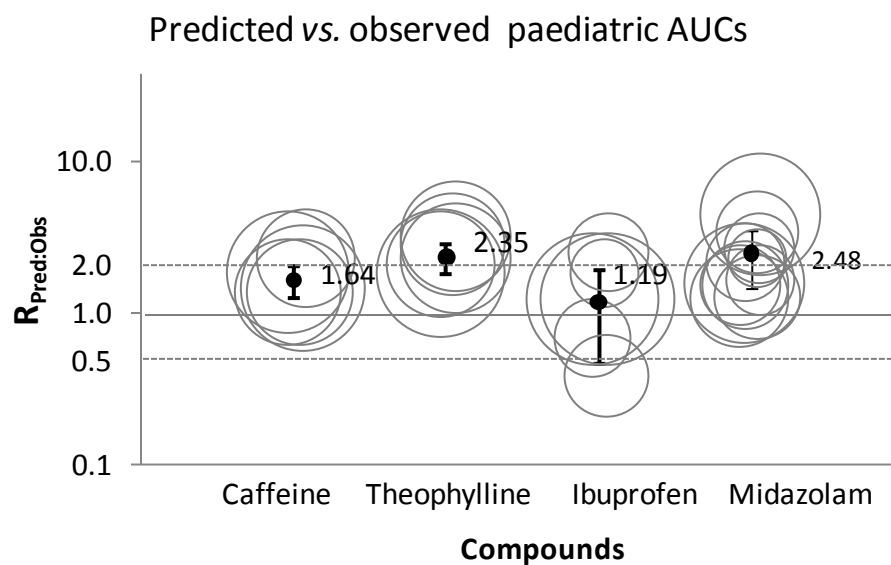 Predicted vs. observed paediatric AUCs
R Pred:Obs
10.0
2.0
1.0
0.5
0.1
1.64
2.35
1.19
2.48
Caffeine Theophylline Ibuprofen Midazolam
Compounds